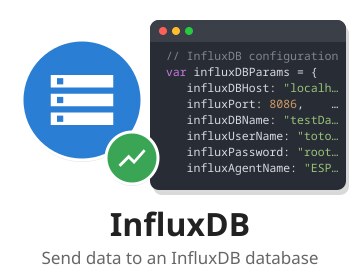 // InfluxDB configuration
var influxDBParams = {
influxDBHost: "localh…
influxPort: 8086, …
influxDBName: "testDa…
influxUserName: "toto…
influxPassword: "root…
influxAgentName: "ESP…
InfluxDB
Send data to an InfluxDB database